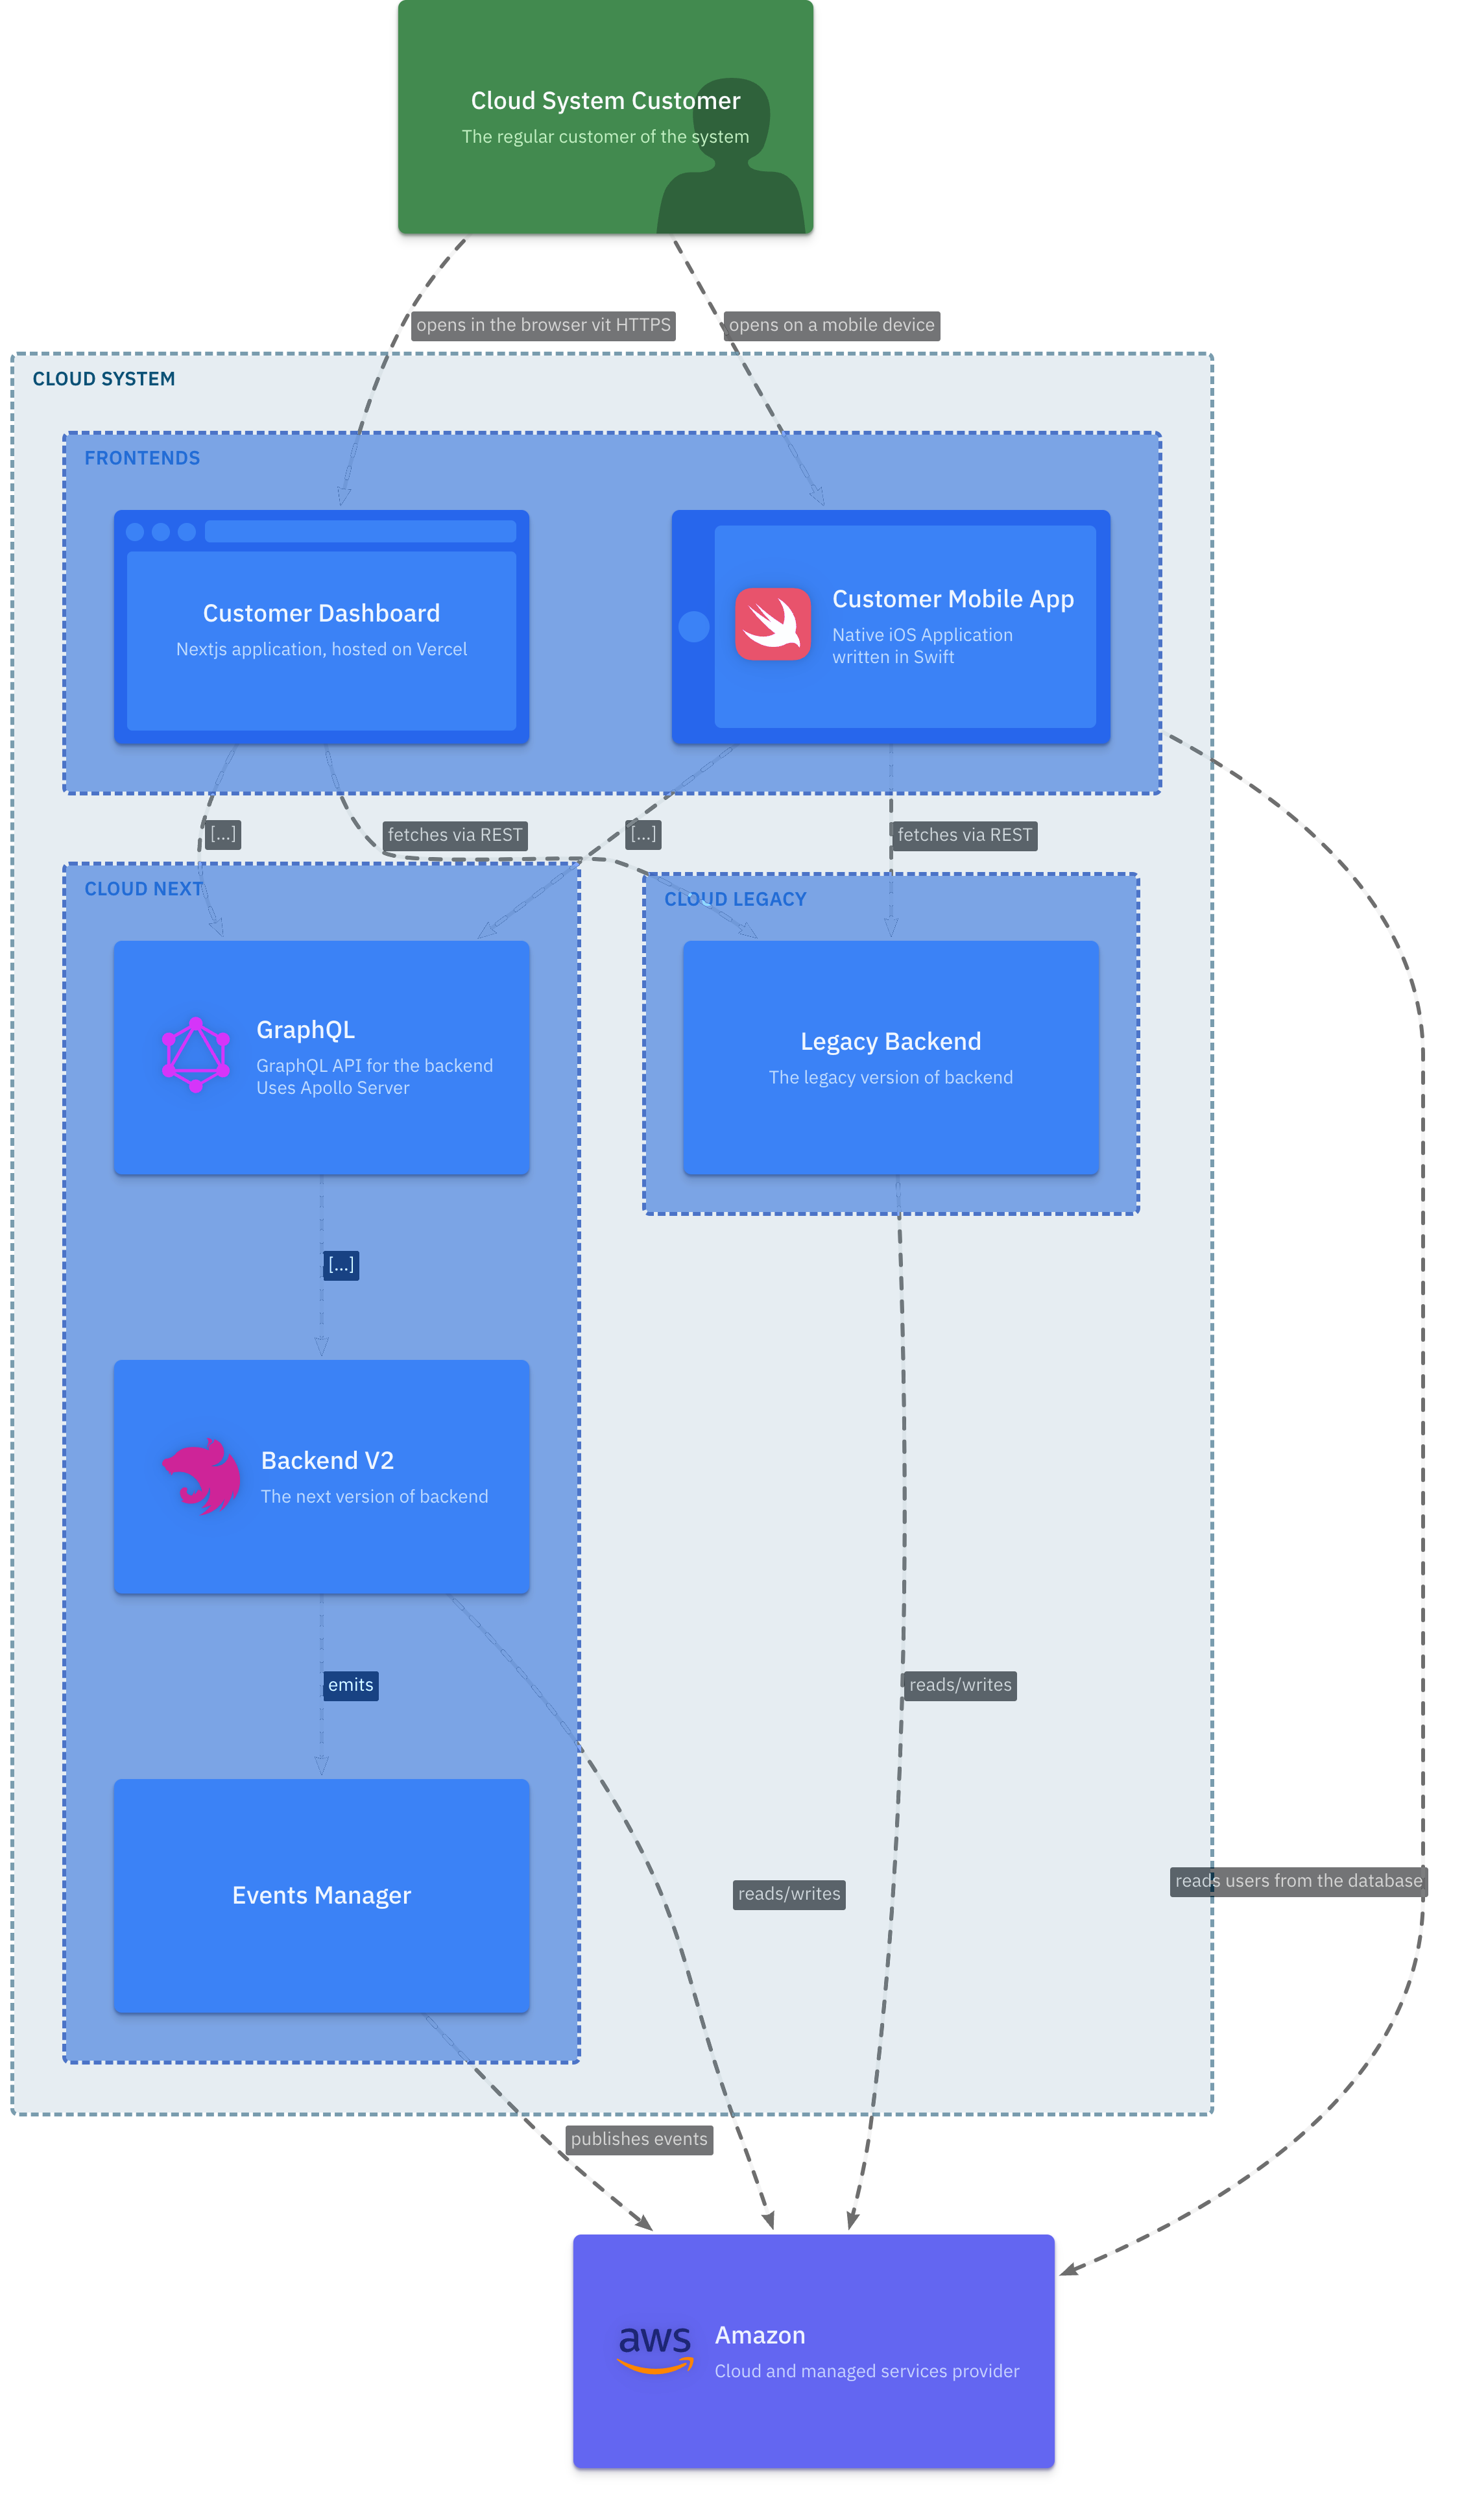 Cloud System Customer
The regular customer of the system
opens in the browser vit HTTPS
opens on a mobile device
CLOUD SYSTEM
FRONTENDS
Customer Dashboard
Nextjs application, hosted on Vercel
Customer Mobile App
Native iOS Application
written in Swift
[...]
fetches via REST
[...]
fetches via REST
CLOUD NEXT
CLOUD LEGACY
GraphQL
GraphQL API for the backend
Uses Apollo Server
Legacy Backend
The legacy version of backend
[...]
Backend V2
The next version of backend
emits
reads/writes
Events Manager
reads/writes
reads users from the database
publishes events
aws
Amazon
Cloud and managed services provider